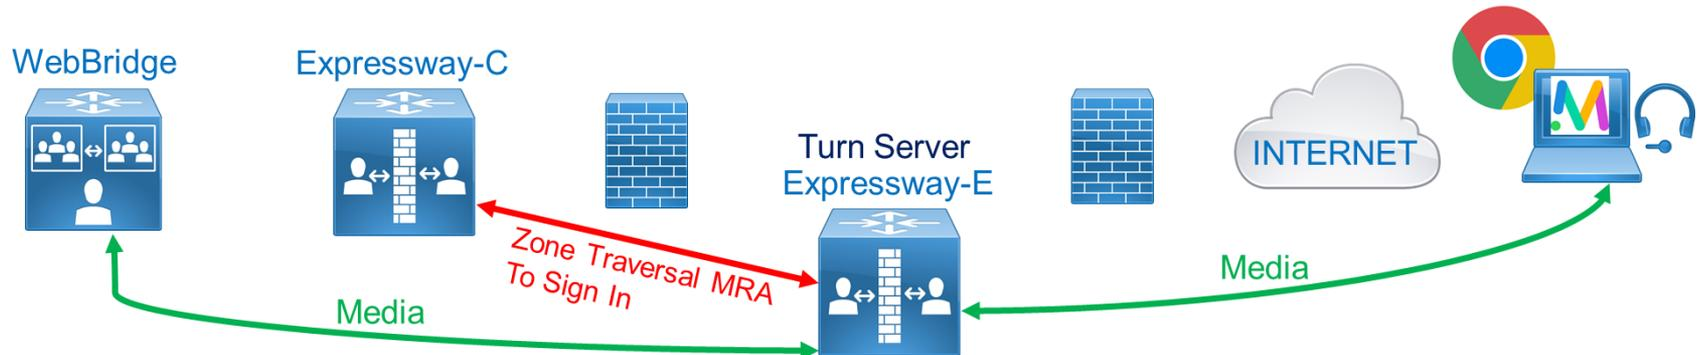 WebBridge
Expressway-C
Turn Server
Expressway-E
INTERNET
Zone Traversal MRA
To Sign In
Media
Media